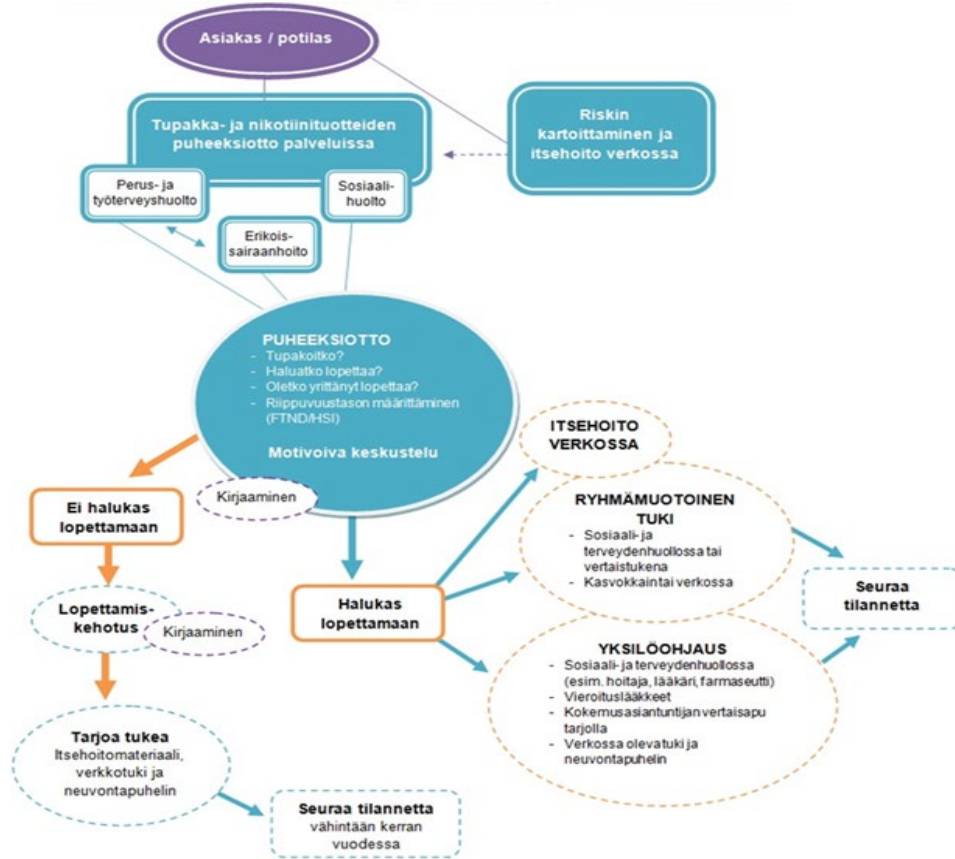 Asiakas / potilas
Tupakka- ja nikotiinituotteiden
puheeksiotto palveluissa
Riskin
kartoittaminen ja
itsehoito verkossa
Perus- ja
työterveyshuolto
Sosiaali-
huolto
Erikois-
sairaanhoito
PUHEEKSIOTTO
- Tupakoitko?
- Haluatko lopettaa?
- Oletko yrittänyt lopettaa?
- Riippuvuustason määrittäminen
(FTND/HSI)
Motivoiva keskustelu
Kirjaaminen
Ei halukas
lopettamaan
Lopettamis-
kehotus
Kirjaaminen
Tarjoa tukea
Itsehoitomateriaali,
verkkotuki ja
neuvontapuhelin
Seuraa tilannetta
vähintään kerran
vuodessa
Halukas
lopettamaan
ITSEHOITO
VERKOSSA
RYHMÄMUOTOINEN
TUKI
- Sosiaali- ja
terveydenhuollossa tai
vertaistukena
- Kasvokkain tai verkossa
YKSILÖOHJAUS
- Sosiaali- ja terveydenhuollossa
(esim. hoitaja, lääkäri, farmaseutti)
- Vieroituslääkkeet
- Kokemusasiantuntijan vertaisapu
tarjolla
- Verkossa oleva tuki ja
neuvontapuhelin
Seuraa
tilannetta